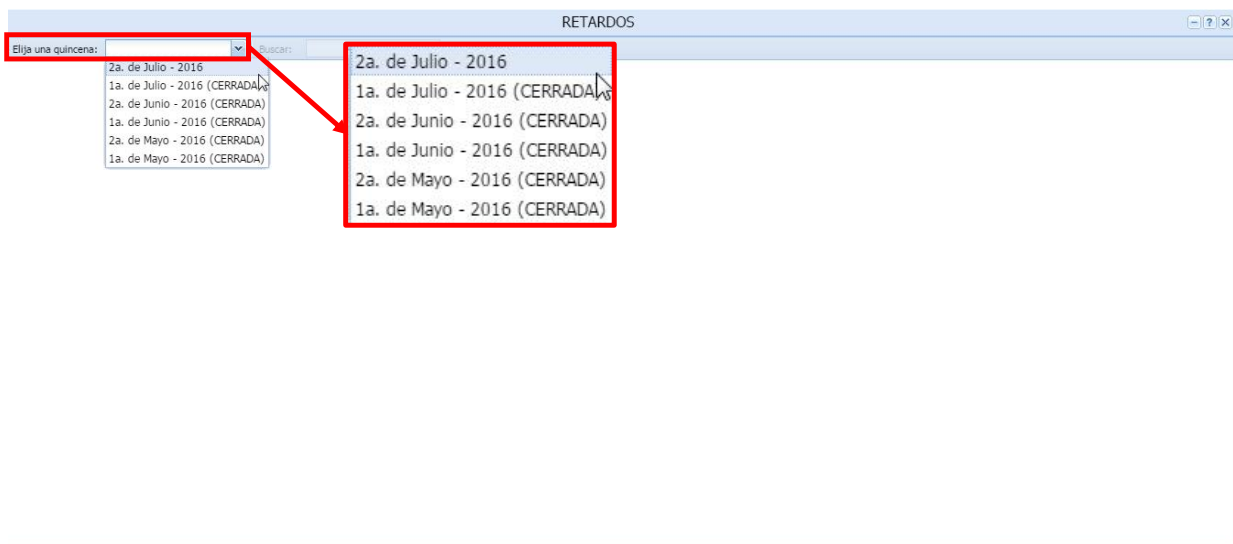 RETARDOS
Elija una quincena: Buscar:
2a. de Julio - 2016
1a. de Julio - 2016 (CERRADA
2a. de Junio - 2016 (CERRADA)
1a. de Junio - 2016 (CERRADA)
2a. de Mayo - 2016 (CERRADA)
1a. de Mayo - 2016 (CERRADA)
2a. de Julio - 2016
1a. de Julio - 2016 (CERRADA
2a. de Junio - 2016 (CERRADA)
1a. de Junio - 2016 (CERRADA)
2a. de Mayo - 2016 (CERRADA)
1a. de Mayo - 2016 (CERRADA)